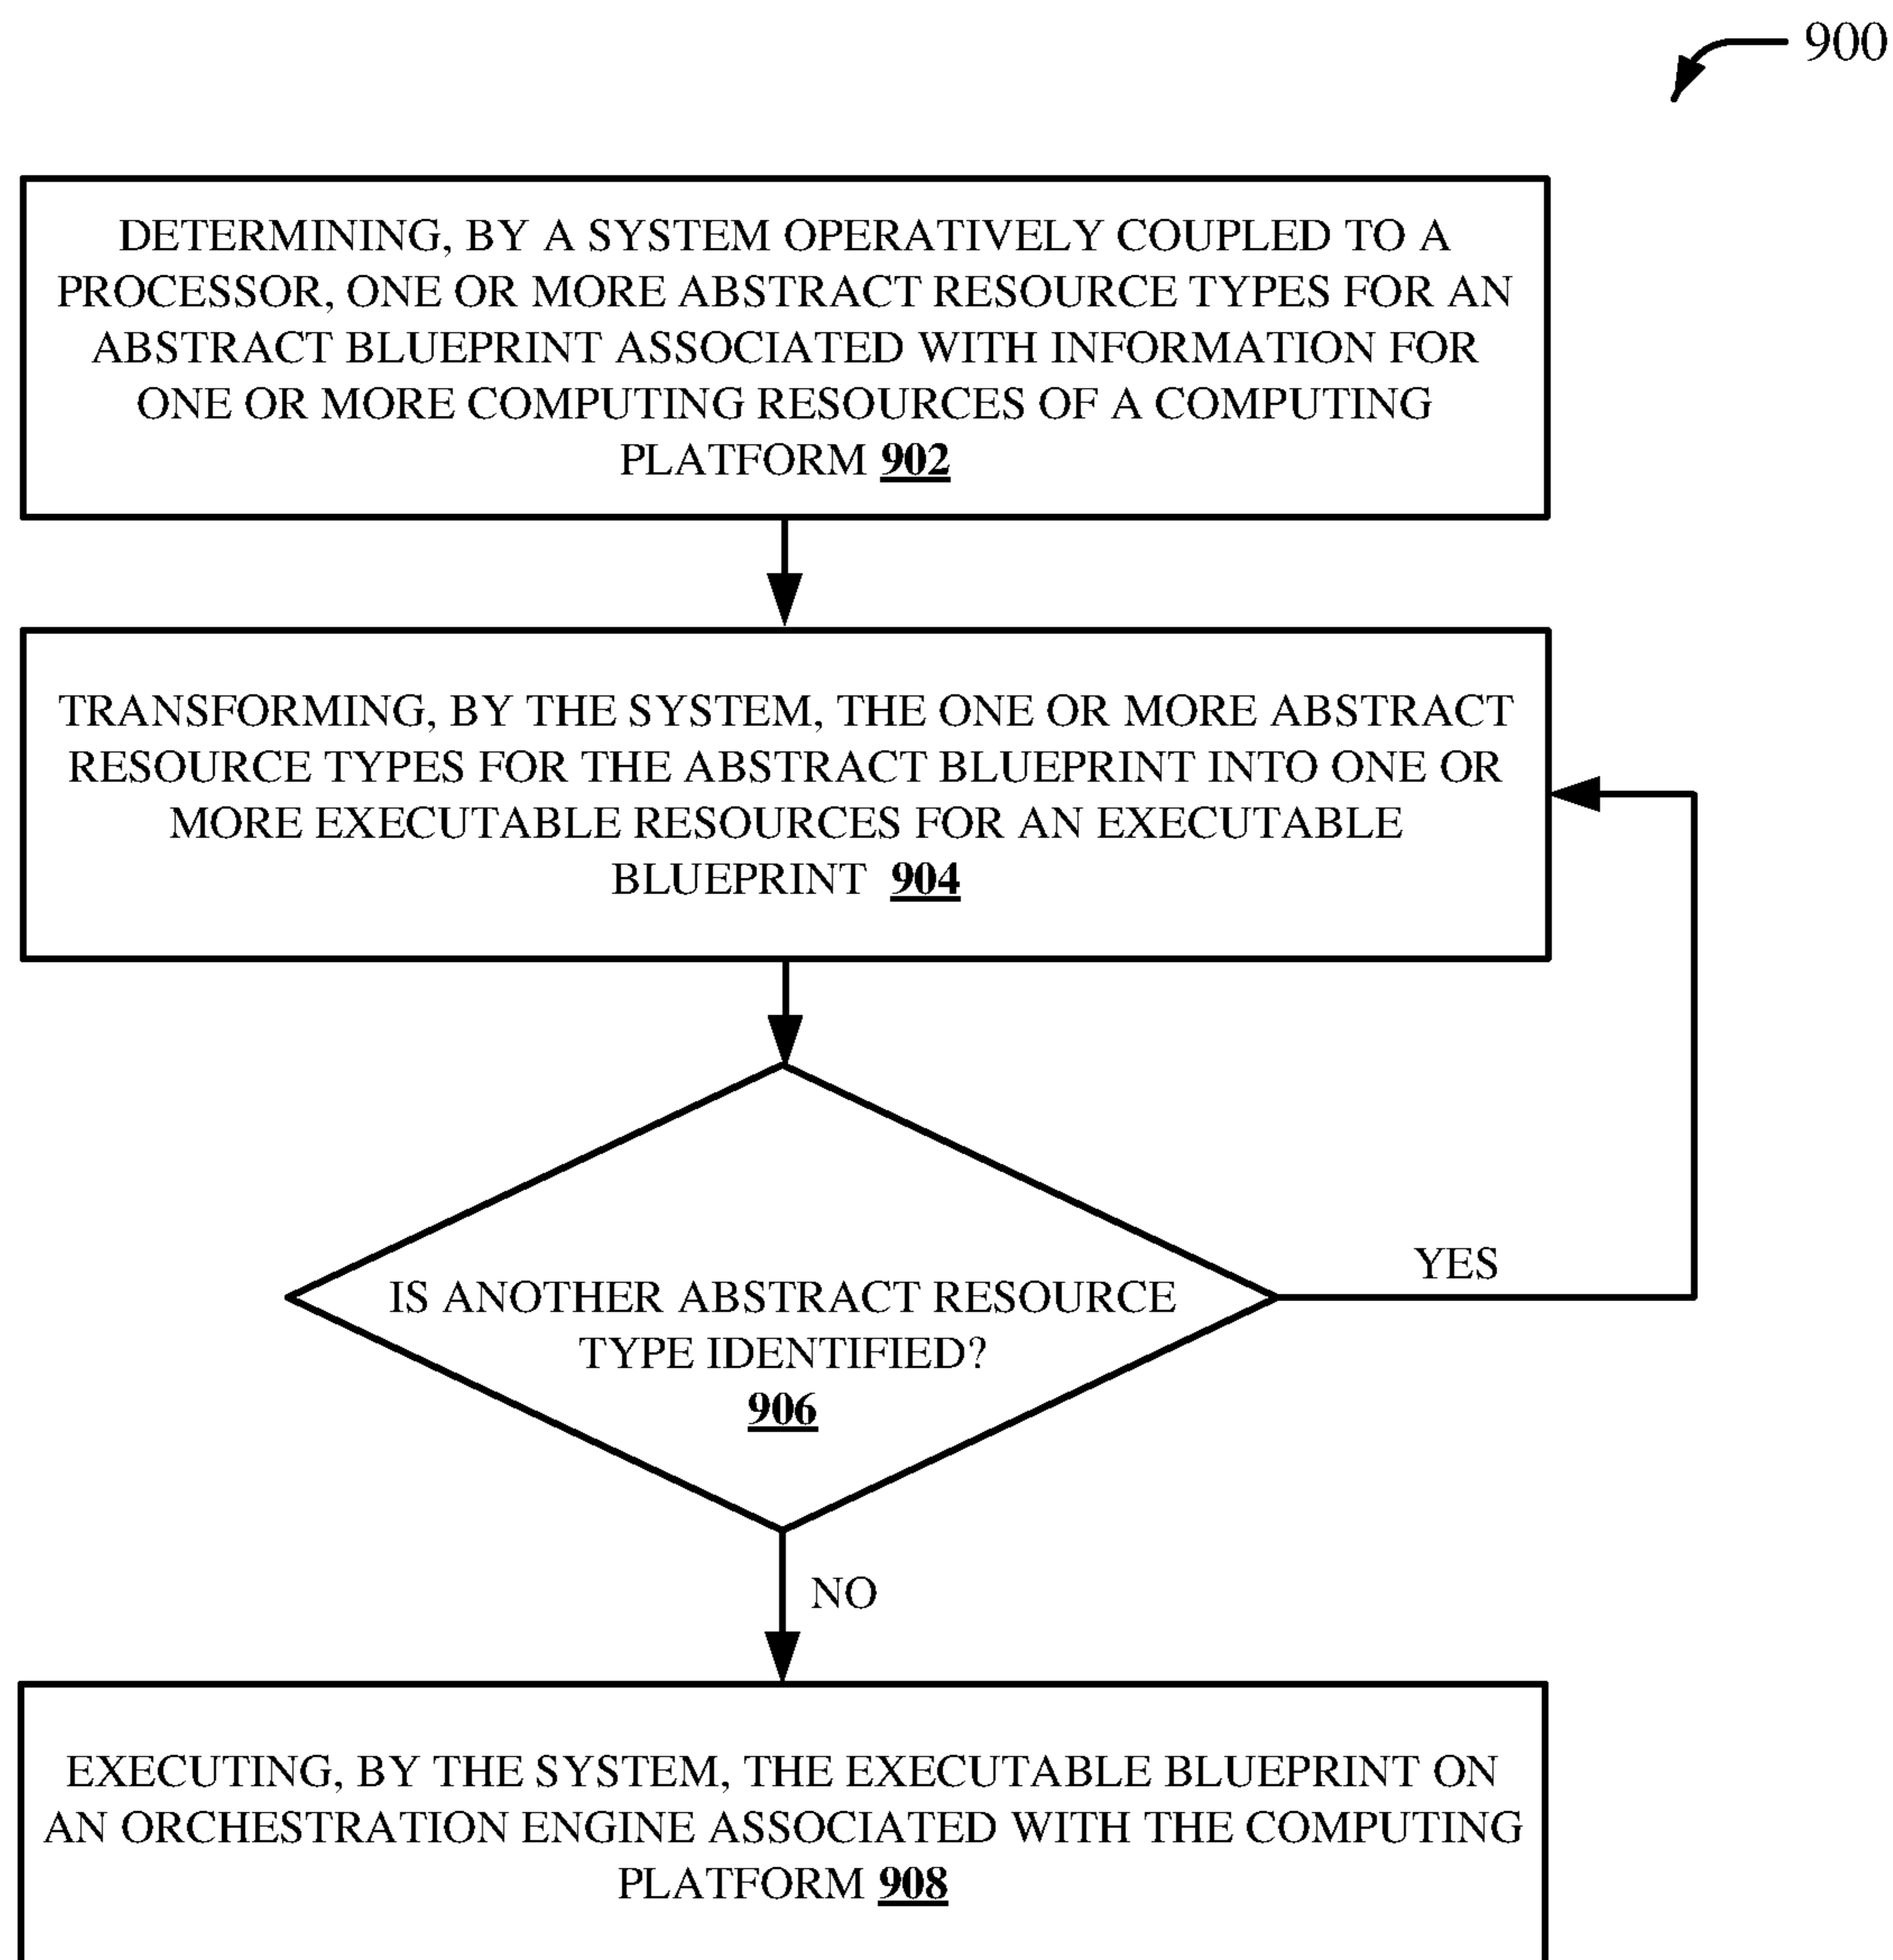 900
DETERMINING, BY A SYSTEM OPERATIVELY COUPLED TO A
PROCESSOR, ONE OR MORE ABSTRACT RESOURCE TYPES FOR AN
ABSTRACT BLUEPRINT ASSOCIATED WITH INFORMATION FOR
ONE OR MORE COMPUTING RESOURCES OF A COMPUTING
PLATFORM 902
TRANSFORMING, BY THE SYSTEM, THE ONE OR MORE ABSTRACT
RESOURCE TYPES FOR THE ABSTRACT BLUEPRINT INTO ONE OR
MORE EXECUTABLE RESOURCES FOR AN EXECUTABLE
BLUEPRINT 904
YES
IS ANOTHER ABSTRACT RESOURCE
TYPE IDENTIFIED?
906
NO
EXECUTING, BY THE SYSTEM, THE EXECUTABLE BLUEPRINT ON
AN ORCHESTRATION ENGINE ASSOCIATED WITH THE COMPUTING
PLATFORM 908